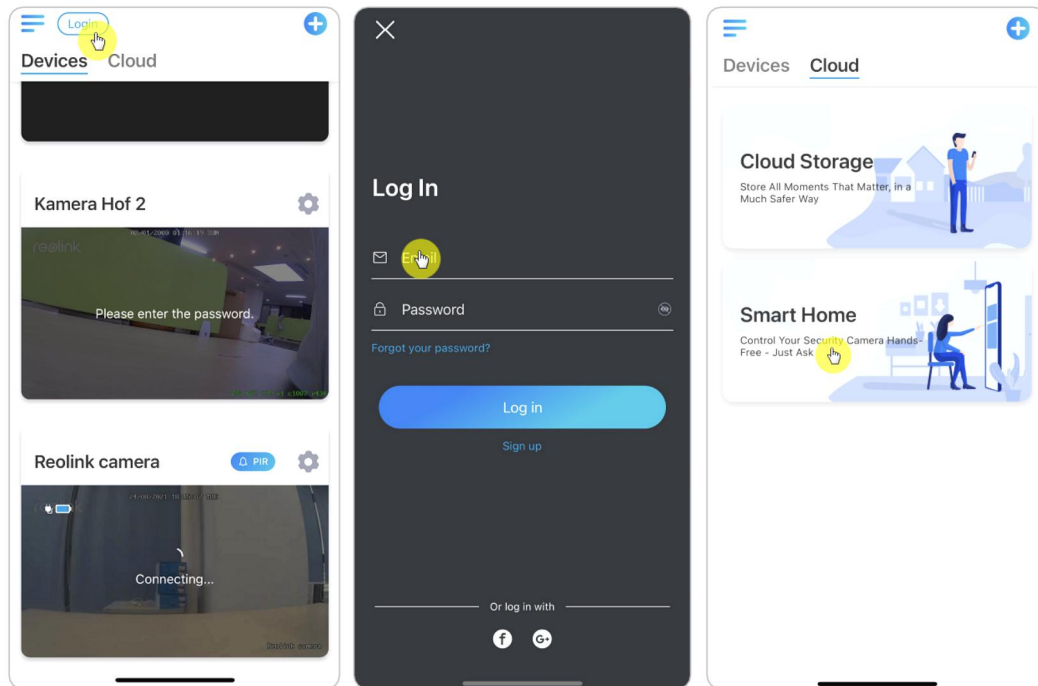 Login
Devices Cloud
Kamera Hof 2
reolink
Please enter the password.
Reolink camera
PIR
Connecting...
Reolink camera
Log In
Email
Password
Forgot your password?
Log in
Sign up
Or log in with
f G+
Devices Cloud
Cloud Storage
Store All Moments That Matter, in a
Much Safer Way
Smart Home
Control Your Security Camera Hands-
Free - Just Ask